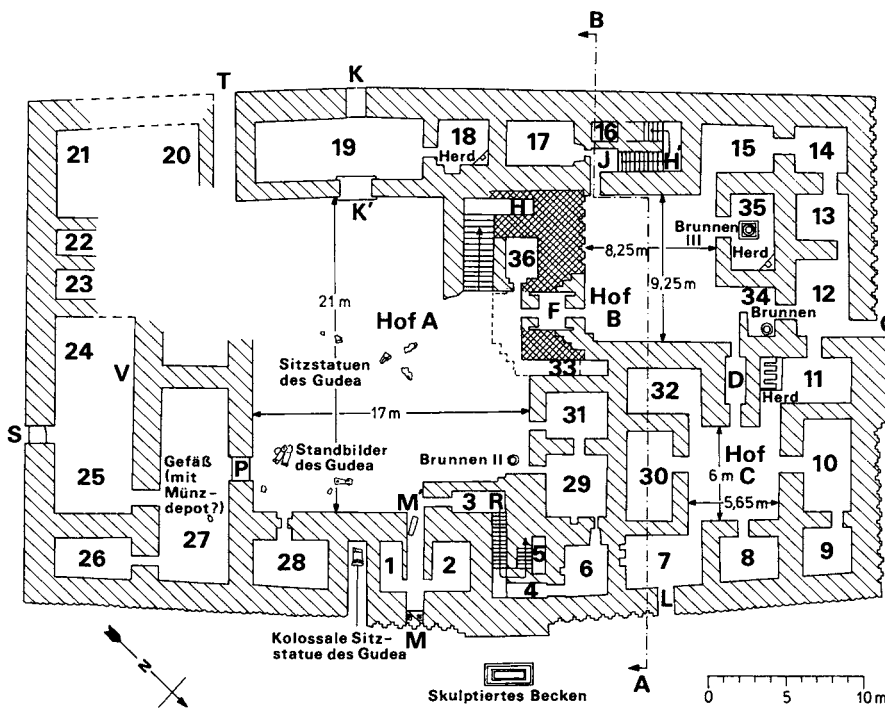 B
T
K
21
20
19
18
Herd
17
16
J
H'
15
14
K'
H
35
Brunnen
III
Herd
13
22
36
8,25m
23
21 m
Hof A
F
Hof
B
9,25m
34
Brunnen
12
24
V
Sitzstatuen
des Gudea
33
D
Herd
11
32
17 m
31
S
P
Standbilder
des Gudea
Brunnen II
30
Hof
C
6 m
5,65m
10
25
Gefäß
(mit
Münz-
depot?)
27
M'
3
R
29
26
28
1
2
5
4
6
7
8
9
L
Kolossale Sitz-
statue des Gudea
M
N
Skulptiertes Becken
A
0 5 10 m